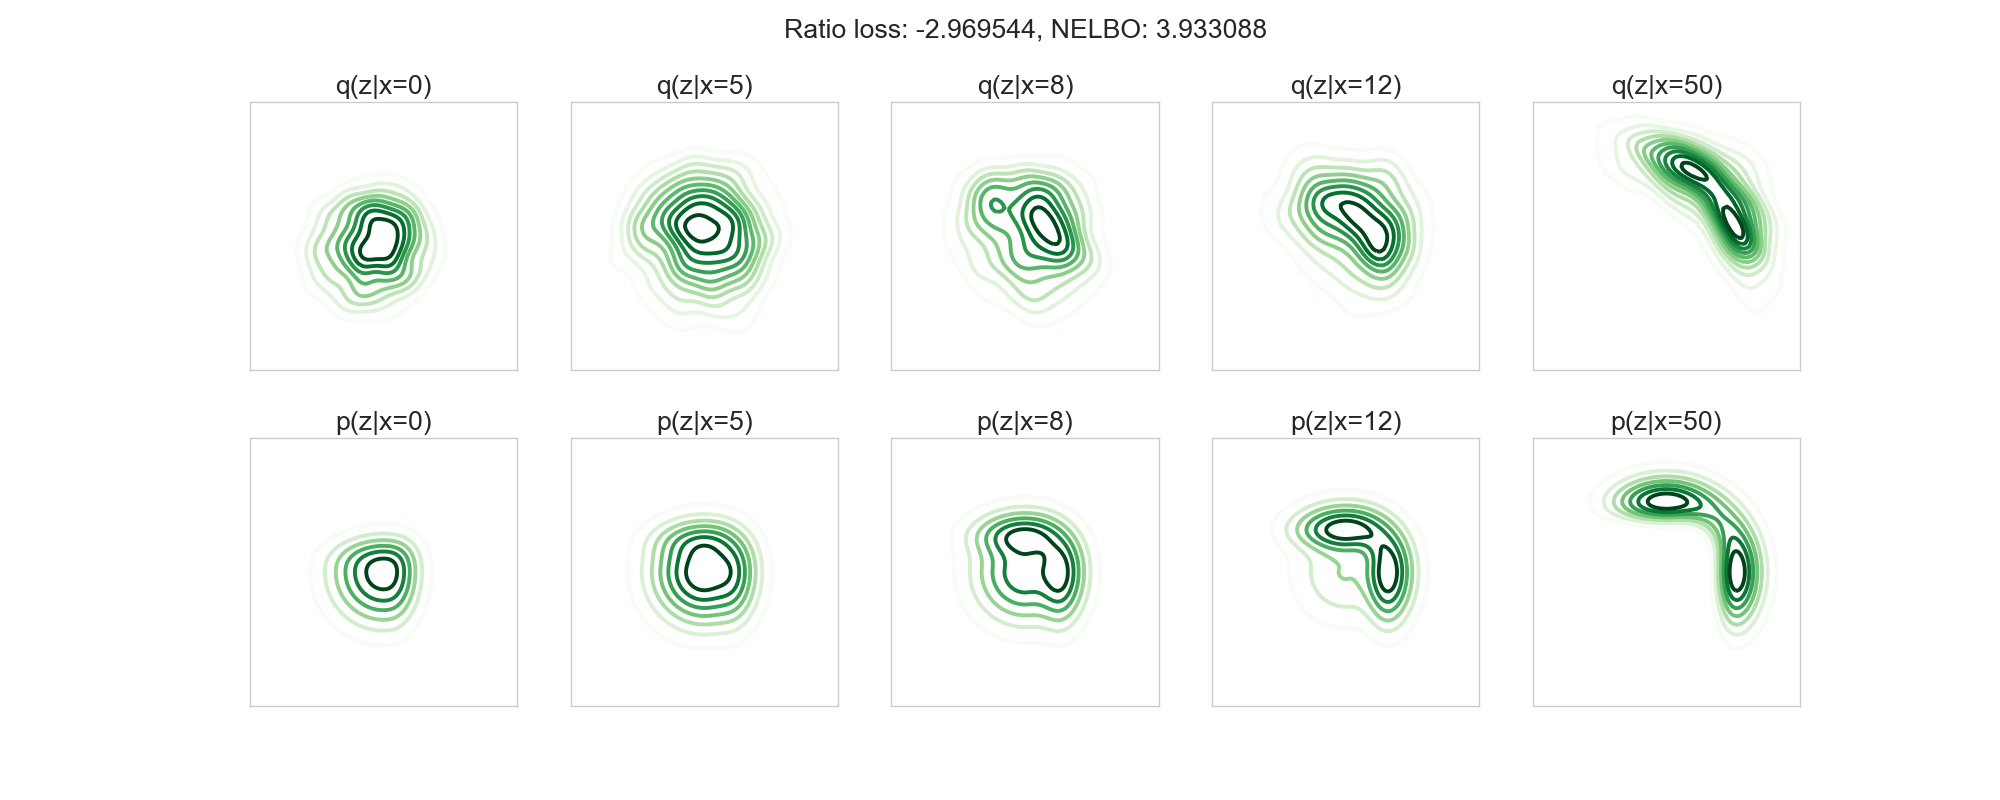 Ratio loss: -2.969544, NELBO: 3.933088
q(z|x=0) q(z|x=5) q(z|x=8) q(z|x=12) q(z|x=50)
p(z|x=0) p(z|x=5) p(z|x=8) p(z|x=12) p(z|x=50)